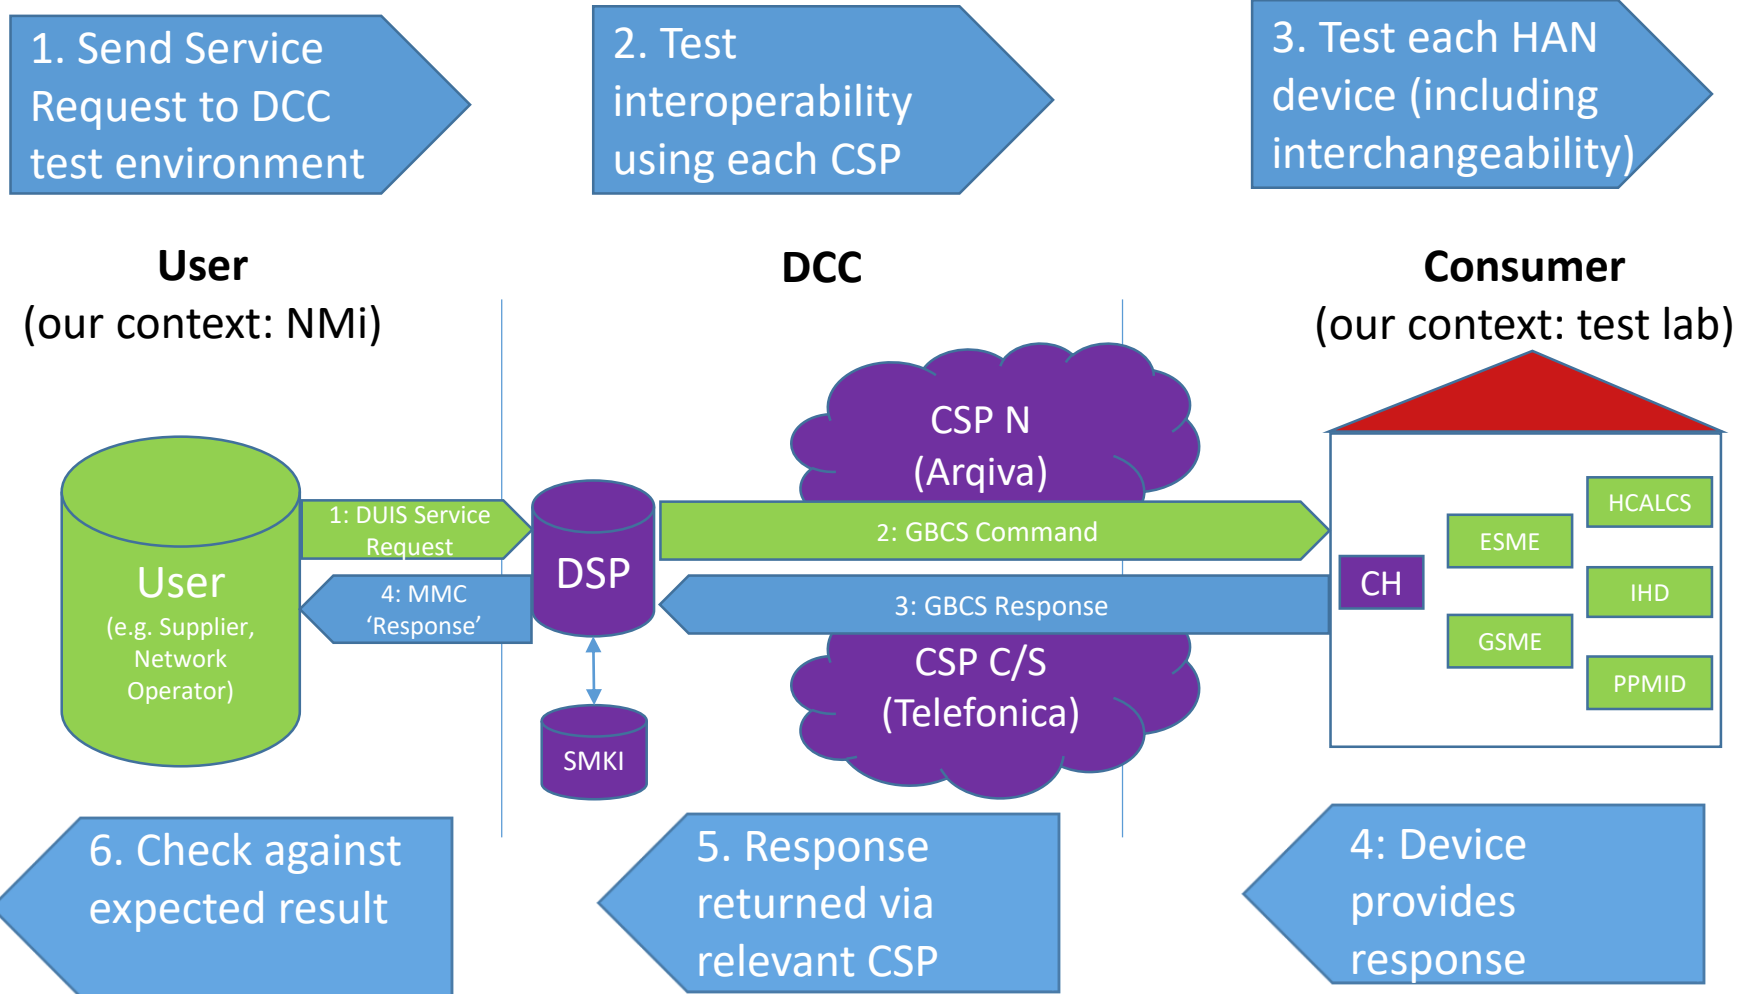 1. Send Service
Request to DCC
test environment
2. Test
interoperability
using each CSP
3. Test each HAN
device (including
interchangeability)
User
(our context: NMi)
DCC
Consumer
(our context: test lab)
User
(e.g. Supplier,
Network
Operator)
1: DUIS Service
Request
4: MMC
‘Response’
DSP
SMKI
CSP N
(Arqiva)
2: GBCS Command
3: GBCS Response
CSP C/S
(Telefonica)
CH
ESME
GSME
HCALCS
IHD
PPMID
6. Check against
expected result
5. Response
returned via
relevant CSP
4: Device
provides
response